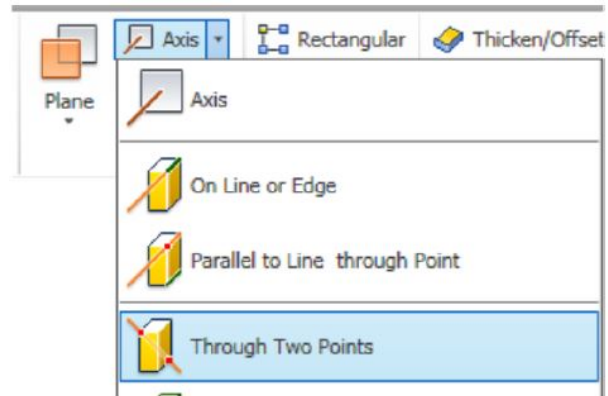 Axis
Rectangular
Thicken/Offset
Plane
Axis
On Line or Edge
Parallel to Line through Point
Through Two Points